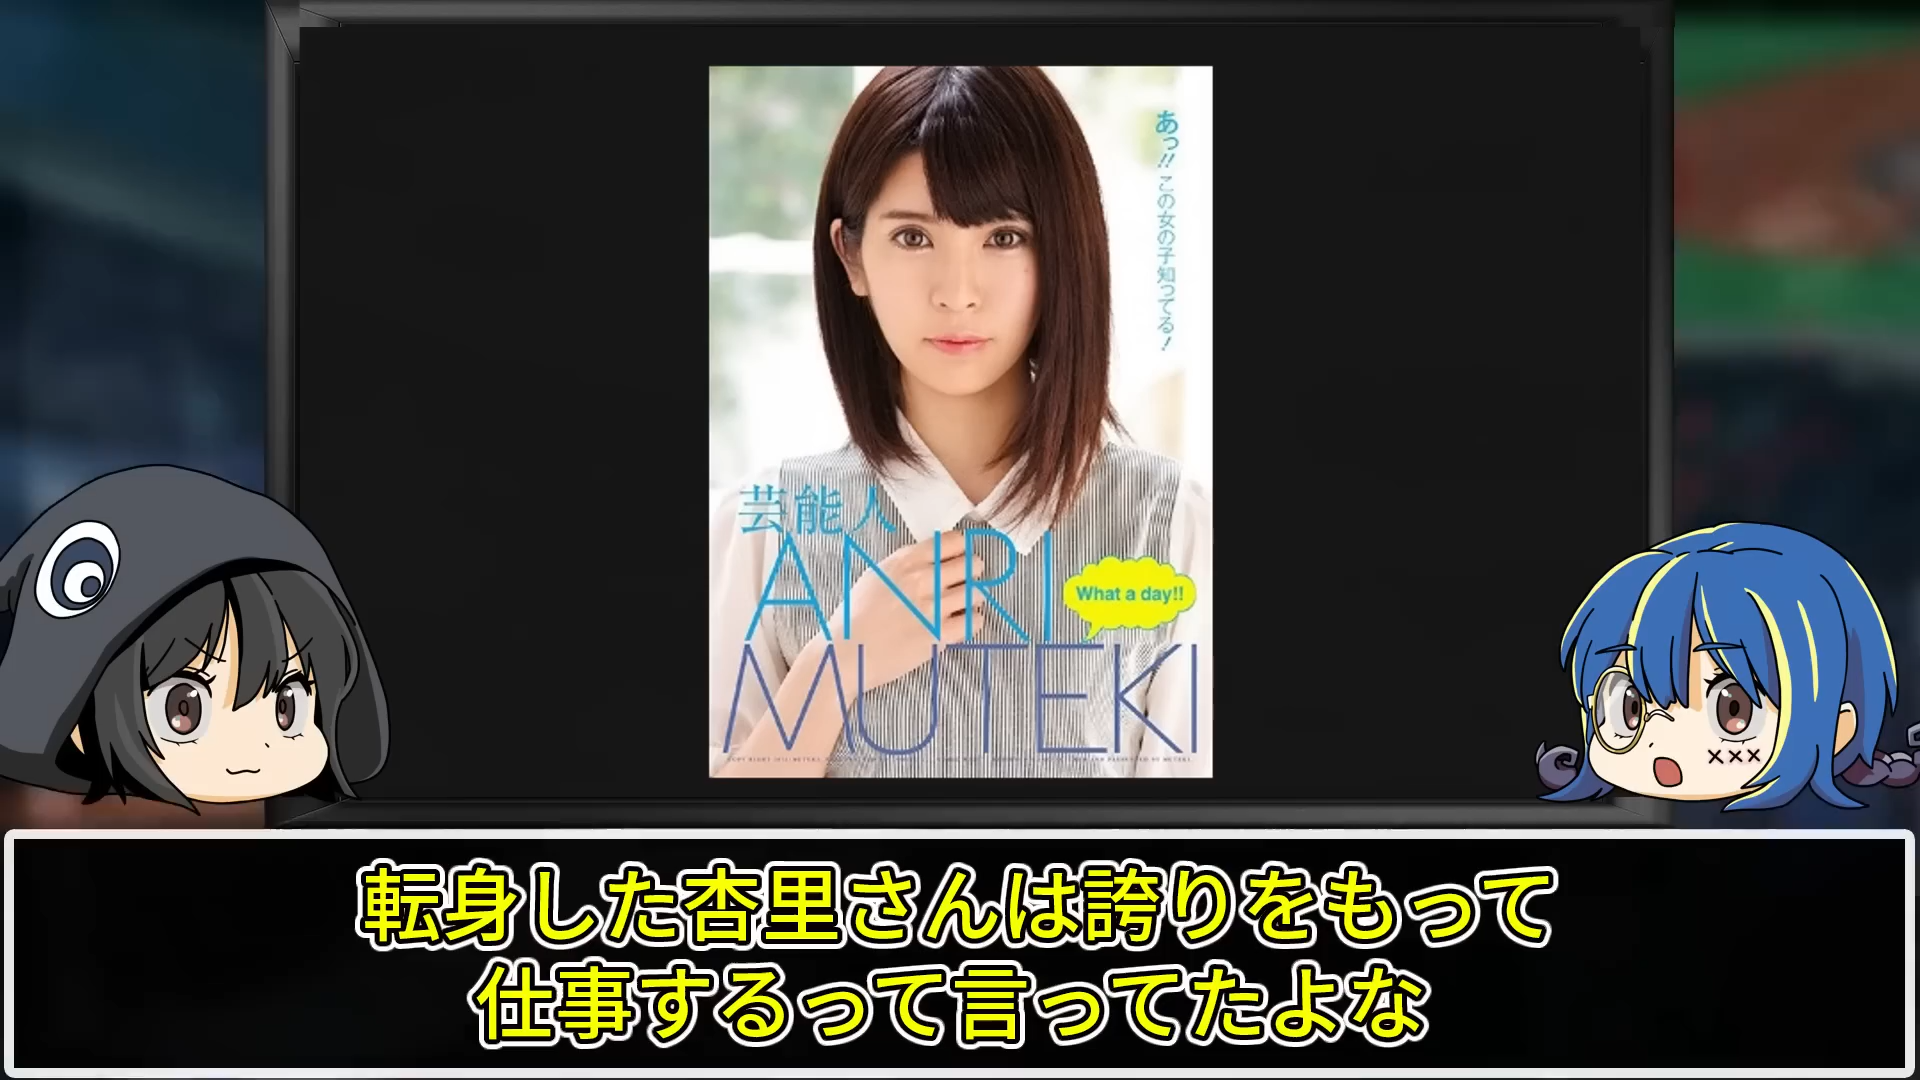 あっ!! この女の子知ってる!
芸能人
ANRI
What a day!!
MUTEKI
転身した杏里さんは誇りをもって
仕事するって言ってたよな